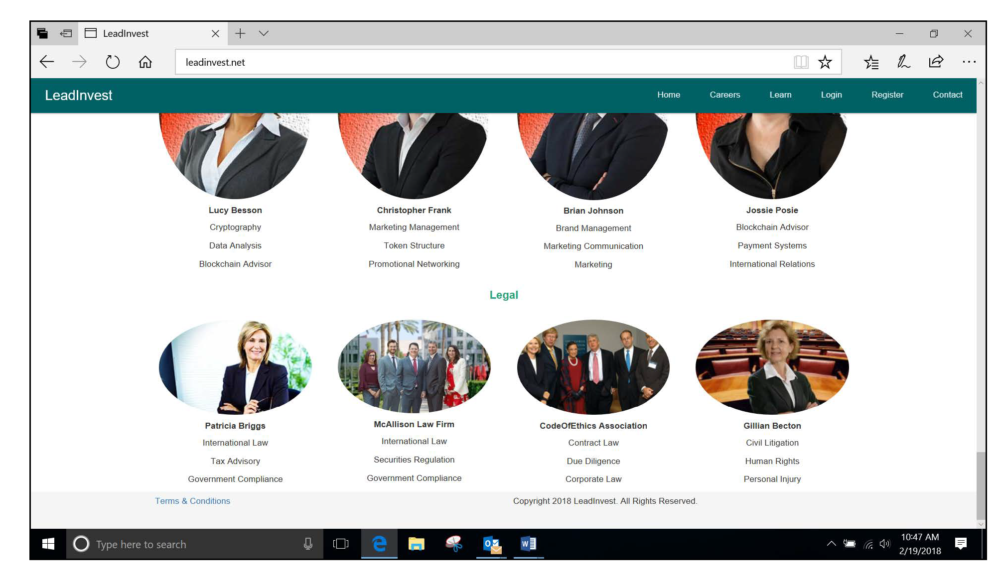 LeadInvest
leadinvest.net
LeadInvest
Home Careers Learn Login Register Contact
Lucy Besson
Cryptography
Data Analysis
Blockchain Advisor
Christopher Frank
Marketing Management
Token Structure
Promotional Networking
Brian Johnson
Brand Management
Marketing Communication
Marketing
Jossie Posie
Blockchain Advisor
Payment Systems
International Relations
Legal
Patricia Briggs
International Law
Tax Advisory
Government Compliance
McAllison Law Firm
International Law
Securities Regulation
Government Compliance
CodeOfEthics Association
Contract Law
Due Diligence
Corporate Law
Gillian Becton
Civil Litigation
Human Rights
Personal Injury
Terms & Conditions
Copyright 2018 LeadInvest. All Rights Reserved.
Type here to search
10:47 AM
2/19/2018